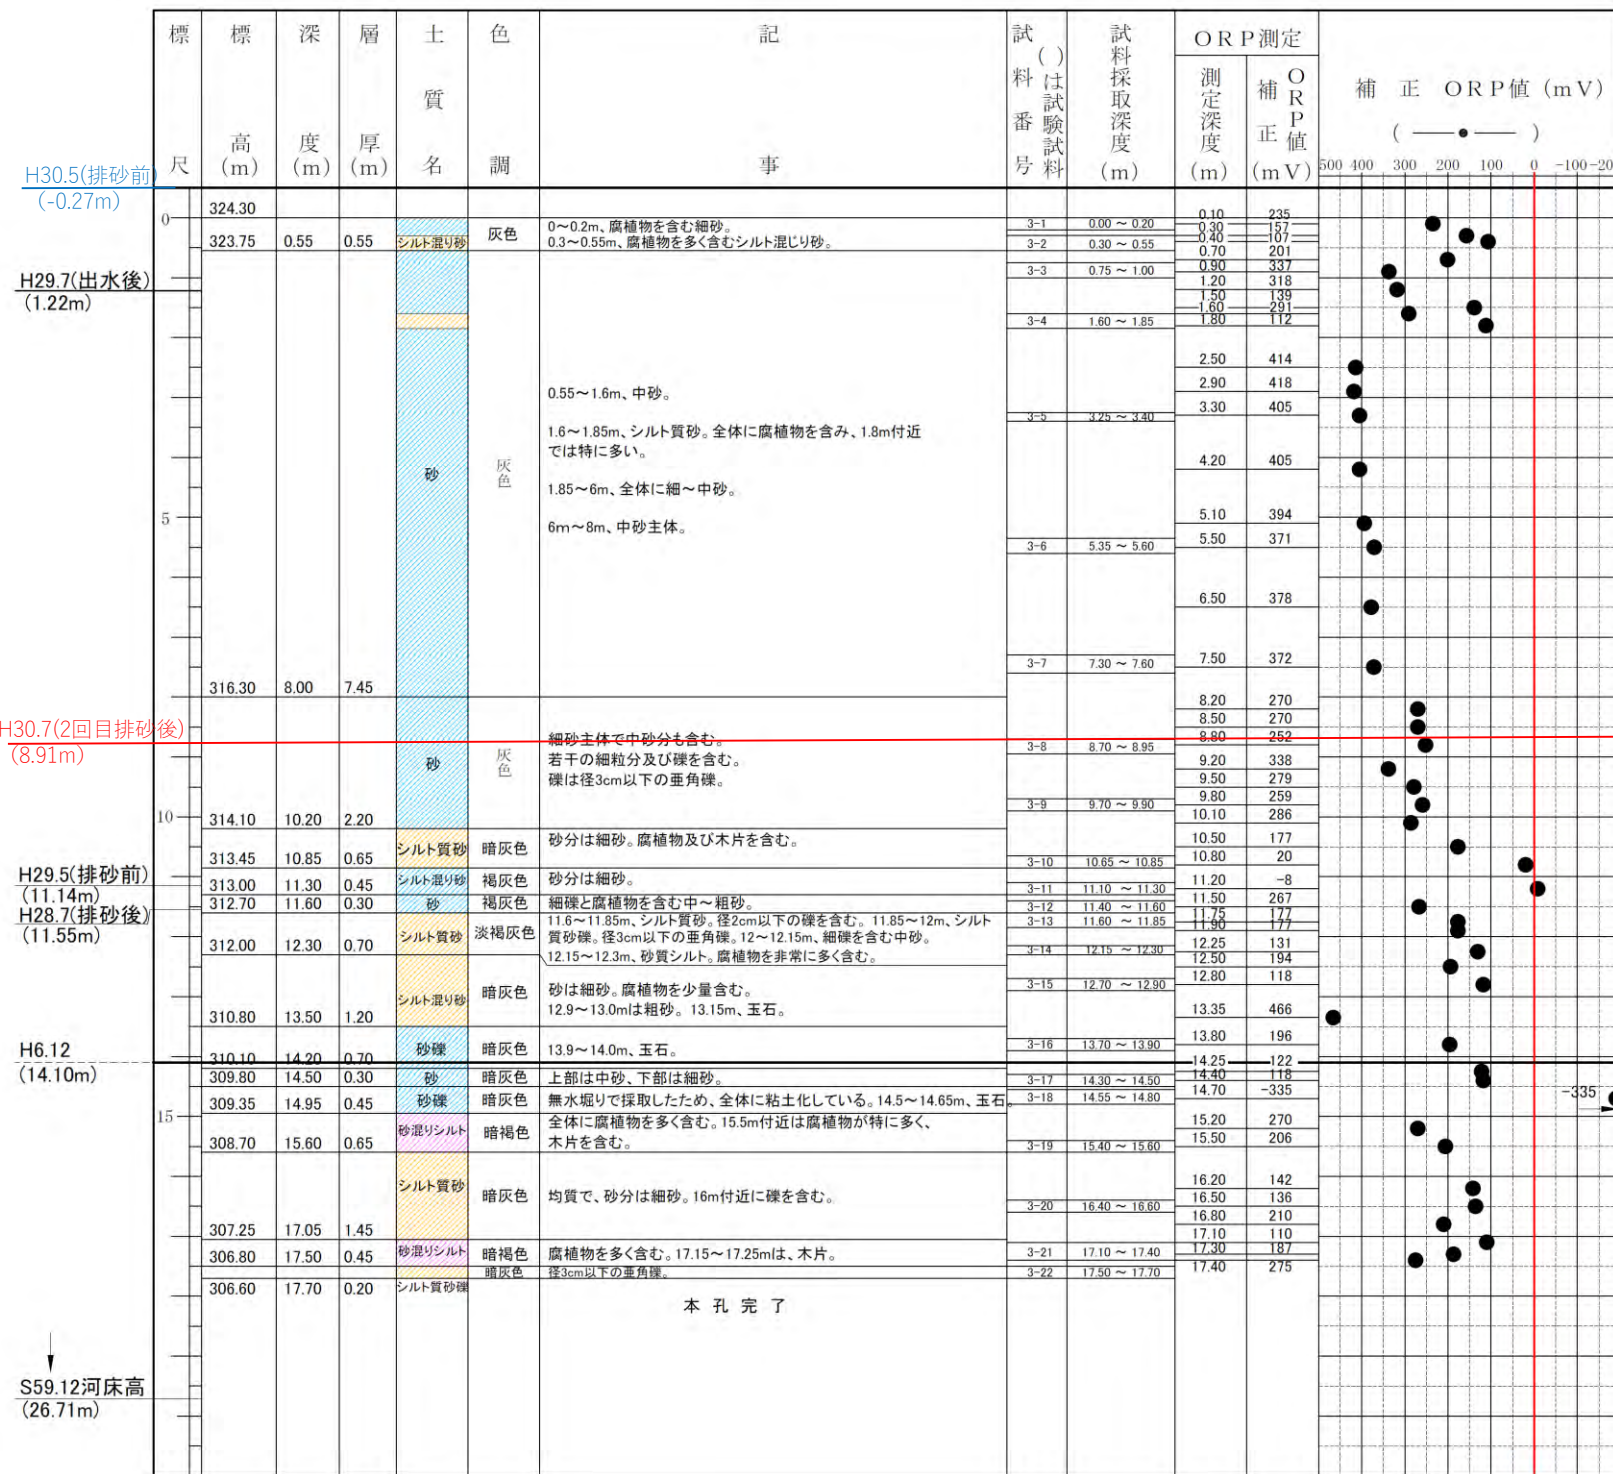 標尺
標高(m)
深度(m)
層厚(m)
土質名
色調
記事
試料番号
( )は試験試料
試料採取深度(m)
ORP測定
測定深度(m)
補正ORP値(mV)
補正 ORP値(mV)
( ―●― )
500 400 300 200 100 0 -100 -20
H30.5(排砂前)
(-0.27m)
H29.7(出水後)
(1.22m)
H30.7(2回目排砂後)
(8.91m)
H29.5(排砂前)
(11.14m)
H28.7(排砂後)
(11.55m)
H6.12
(14.10m)
S59.12河床高
(26.71m)
0
5
10
15
324.30
323.75 0.55 0.55 シルト混り砂 灰色
0～0.2m、腐植物を含む細砂。
0.3～0.55m、腐植物を多く含むシルト混じり砂。
316.30 8.00 7.45 砂 灰色
0.55～1.6m、中砂。
1.6～1.85m、シルト質砂。全体に腐植物を含み、1.8m付近
では特に多い。
1.85～6m、全体に細～中砂。
6m～8m、中砂主体。
314.10 10.20 2.20 砂 灰色
細砂主体で中砂分も含む。
若干の細粒分及び礫を含む。
礫は径3cm以下の亜角礫。
313.45 10.85 0.65 シルト質砂 暗灰色 砂分は細砂。腐植物及び木片を含む。
313.00 11.30 0.45 シルト混り砂 褐灰色 砂分は細砂。
312.70 11.60 0.30 砂 褐灰色 細礫と腐植物を含む中～粗砂。
312.00 12.30 0.70 シルト質砂 淡褐灰色
11.6～11.85m、シルト質砂。径2cm以下の礫を含む。11.85～12m、シルト
質砂礫。径3cm以下の亜角礫。12～12.15m、細礫を含む中砂。
12.15～12.3m、砂質シルト。腐植物を非常に多く含む。
310.80 13.50 1.20 シルト混り砂 暗灰色
砂は細砂。腐植物を少量含む。
12.9～13.0mは粗砂。13.15m、玉石。
310.10 14.20 0.70 砂礫 暗灰色 13.9～14.0m、玉石。
309.80 14.50 0.30 砂 暗灰色 上部は中砂、下部は細砂。
309.35 14.95 0.45 砂礫 暗灰色 無水堀りで採取したため、全体に粘土化している。14.5～14.65m、玉石。
308.70 15.60 0.65 砂混りシルト 暗褐色
全体に腐植物を多く含む。15.5m付近は腐植物が特に多く、
木片を含む。
307.25 17.05 1.45 シルト質砂 暗灰色 均質で、砂分は細砂。16m付近に礫を含む。
306.80 17.50 0.45 砂混りシルト 暗褐色 腐植物を多く含む。17.15～17.25mは、木片。
306.60 17.70 0.20 シルト質砂礫 暗灰色 径3cm以下の亜角礫。
本孔完了
3-1 0.00 ～ 0.20
3-2 0.30 ～ 0.55
3-3 0.75 ～ 1.00
3-4 1.60 ～ 1.85
3-5 3.25 ～ 3.40
3-6 5.35 ～ 5.60
3-7 7.30 ～ 7.60
3-8 8.70 ～ 8.95
3-9 9.70 ～ 9.90
3-10 10.65 ～ 10.85
3-11 11.10 ～ 11.30
3-12 11.40 ～ 11.60
3-13 11.60 ～ 11.85
3-14 12.15 ～ 12.30
3-15 12.70 ～ 12.90
3-16 13.70 ～ 13.90
3-17 14.30 ～ 14.50
3-18 14.55 ～ 14.80
3-19 15.40 ～ 15.60
3-20 16.40 ～ 16.60
3-21 17.10 ～ 17.40
3-22 17.50 ～ 17.70
0.10 235
0.30 157
0.40 107
0.70 201
0.90 337
1.20 318
1.50 139
1.60 291
1.80 112
2.50 414
2.90 418
3.30 405
4.20 405
5.10 394
5.50 371
6.50 378
7.50 372
8.20 270
8.50 270
8.80 252
9.20 338
9.50 279
9.80 259
10.10 286
10.50 177
10.80 20
11.20 -8
11.50 267
11.75 177
11.90 177
12.25 131
12.50 194
12.80 118
13.35 466
13.80 196
14.25 122
14.40 118
14.70 -335
15.20 270
15.50 206
16.20 142
16.50 136
16.80 210
17.10 110
17.30 187
17.40 275
-335